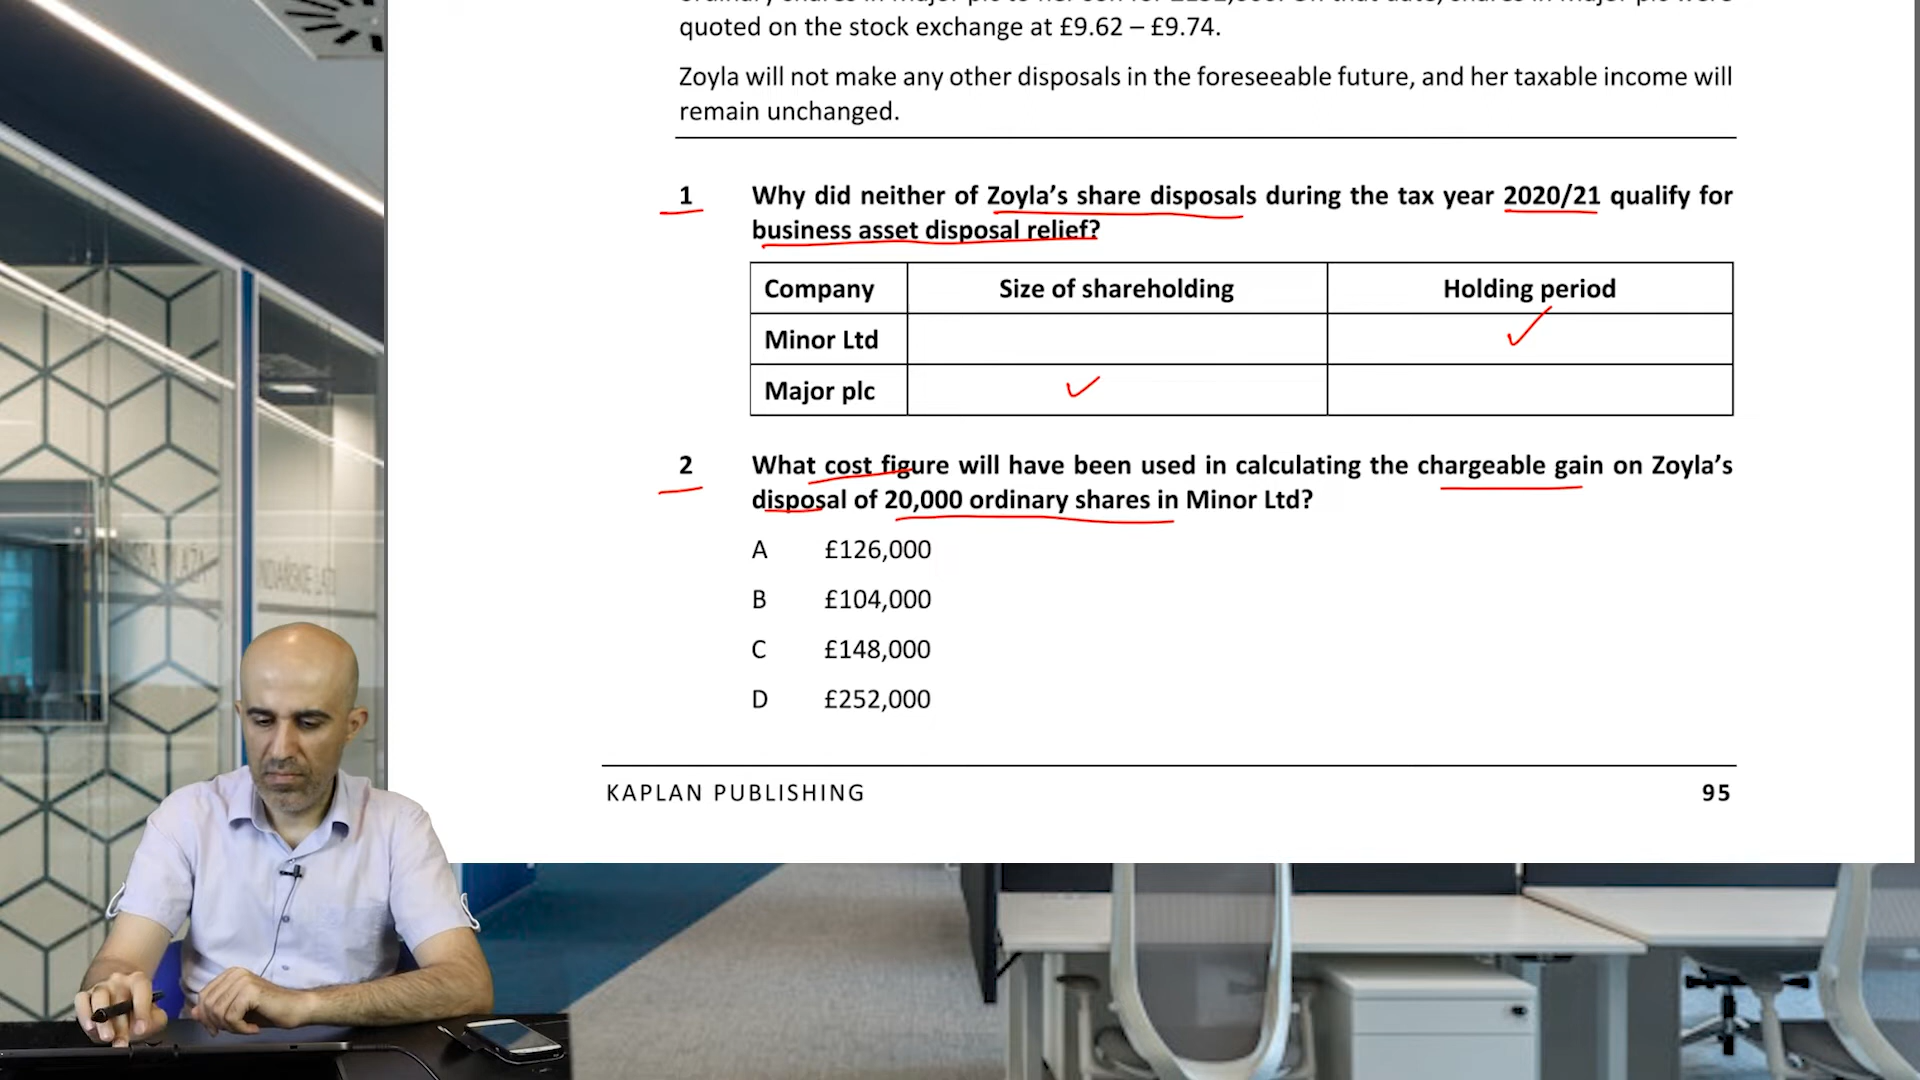 quoted on the stock exchange at £9.62 – £9.74.
Zoyla will not make any other disposals in the foreseeable future, and her taxable income will
remain unchanged.
1 Why did neither of Zoyla's share disposals during the tax year 2020/21 qualify for
business asset disposal relief?
Company Size of shareholding Holding period
Minor Ltd ✓
Major plc ✓
2 What cost figure will have been used in calculating the chargeable gain on Zoyla's
disposal of 20,000 ordinary shares in Minor Ltd?
A £126,000
B £104,000
C £148,000
D £252,000
KAPLAN PUBLISHING 95